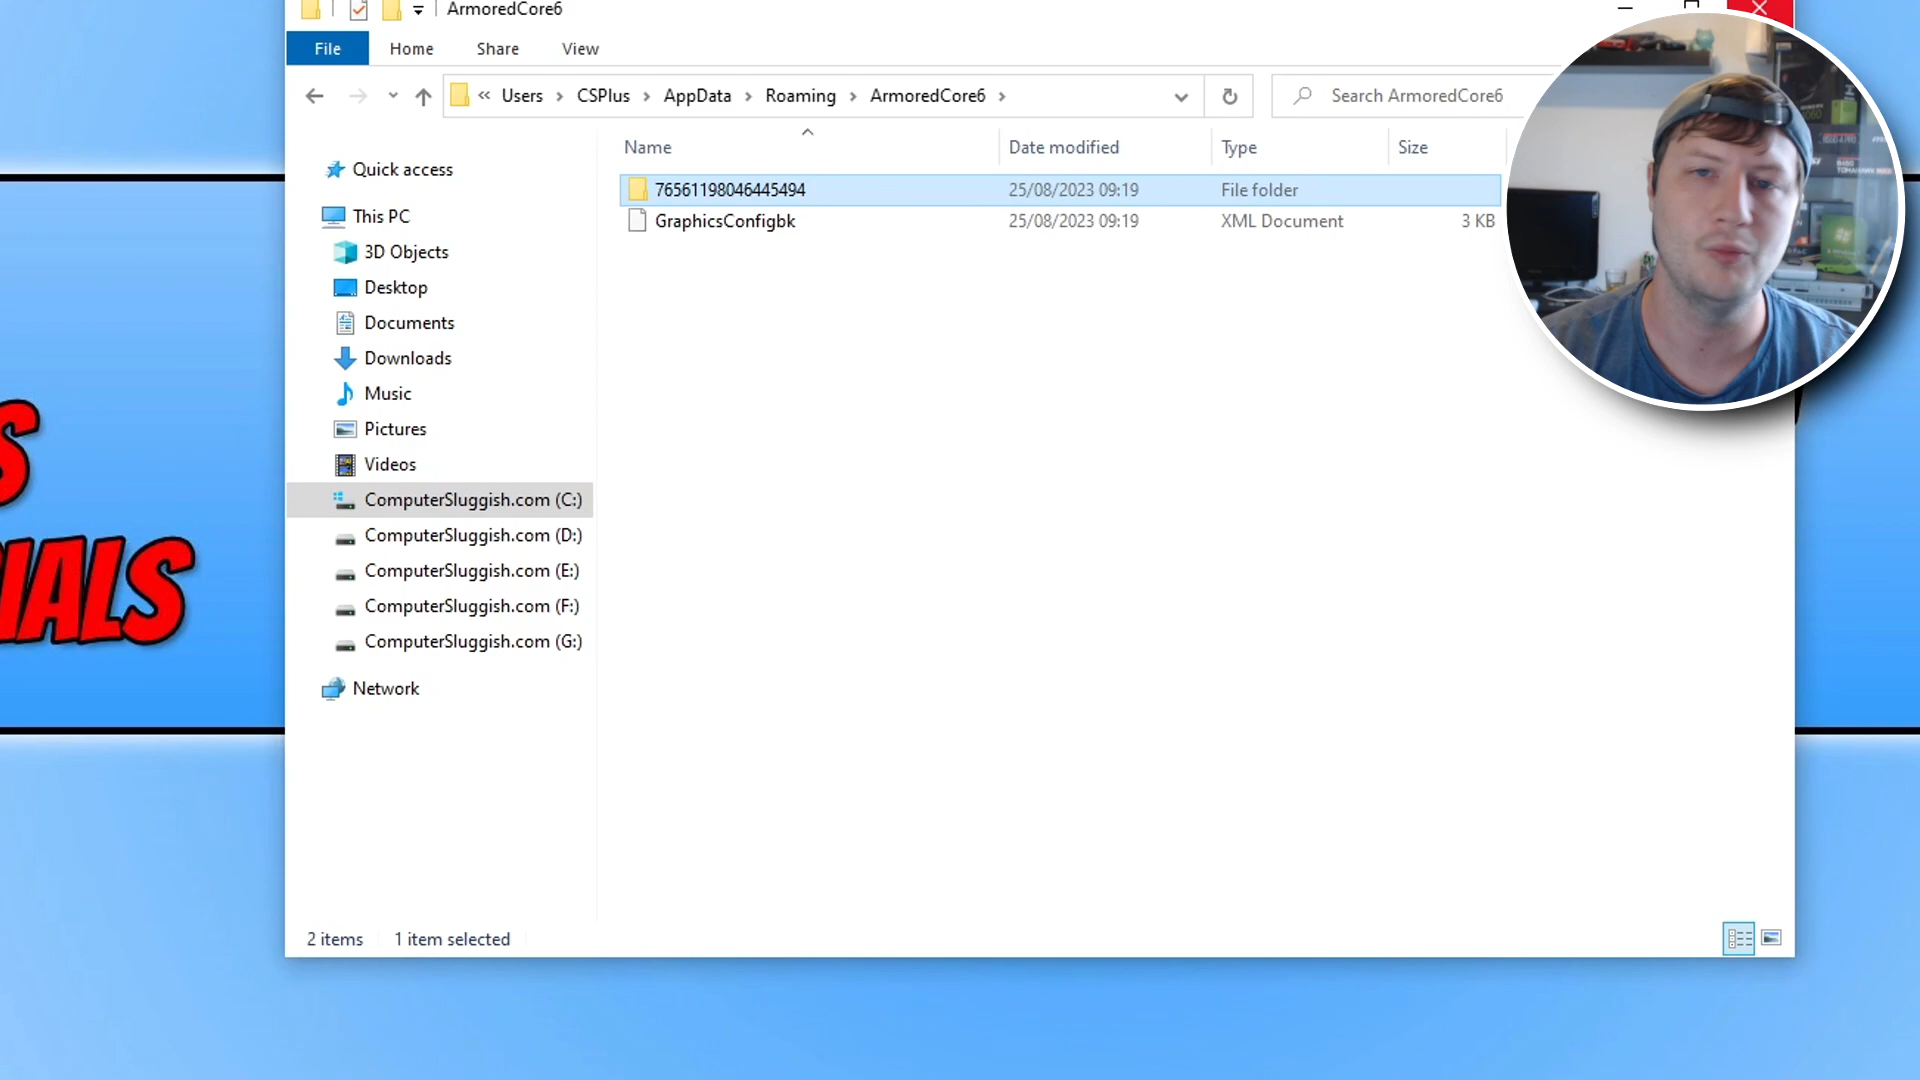 ArmoredCore6
File Home Share View
« Users › CSPlus › AppData › Roaming › ArmoredCore6 ›
Search ArmoredCore6
Name Date modified Type Size
76561198046445494 25/08/2023 09:19 File folder
GraphicsConfigbk 25/08/2023 09:19 XML Document 3 KB
Quick access
This PC
3D Objects
Desktop
Documents
Downloads
Music
Pictures
Videos
ComputerSluggish.com (C:)
ComputerSluggish.com (D:)
ComputerSluggish.com (E:)
ComputerSluggish.com (F:)
ComputerSluggish.com (G:)
Network
2 items 1 item selected
S
IALS